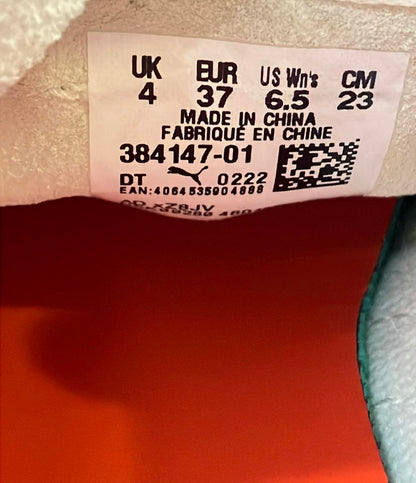 UK EUR US Wn's CM
4 37 6.5 23
MADE IN CHINA
FABRIQUÉ EN CHINE
384147-01
DT 0222
EAN:4064535904888